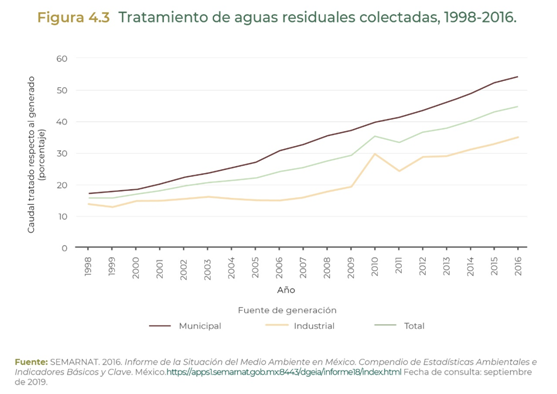 Figura 4.3 Tratamiento de aguas residuales colectadas, 1998-2016.
Caudal tratado respecto al generado
(porcentaje)
60
50
40
30
20
10
0
1998 1999 2000 2001 2002 2003 2004 2005 2006 2007 2008 2009 2010 2011 2012 2013 2014 2015 2016
Año
Fuente de generación
Municipal Industrial Total
Fuente: SEMARNAT. 2016. Informe de la Situación del Medio Ambiente en México. Compendio de Estadísticas Ambientales e
Indicadores Básicos y Clave. México.https://apps1.semarnat.gob.mx:8443/dgeia/informe18/index.html Fecha de consulta: septiembre
de 2019.